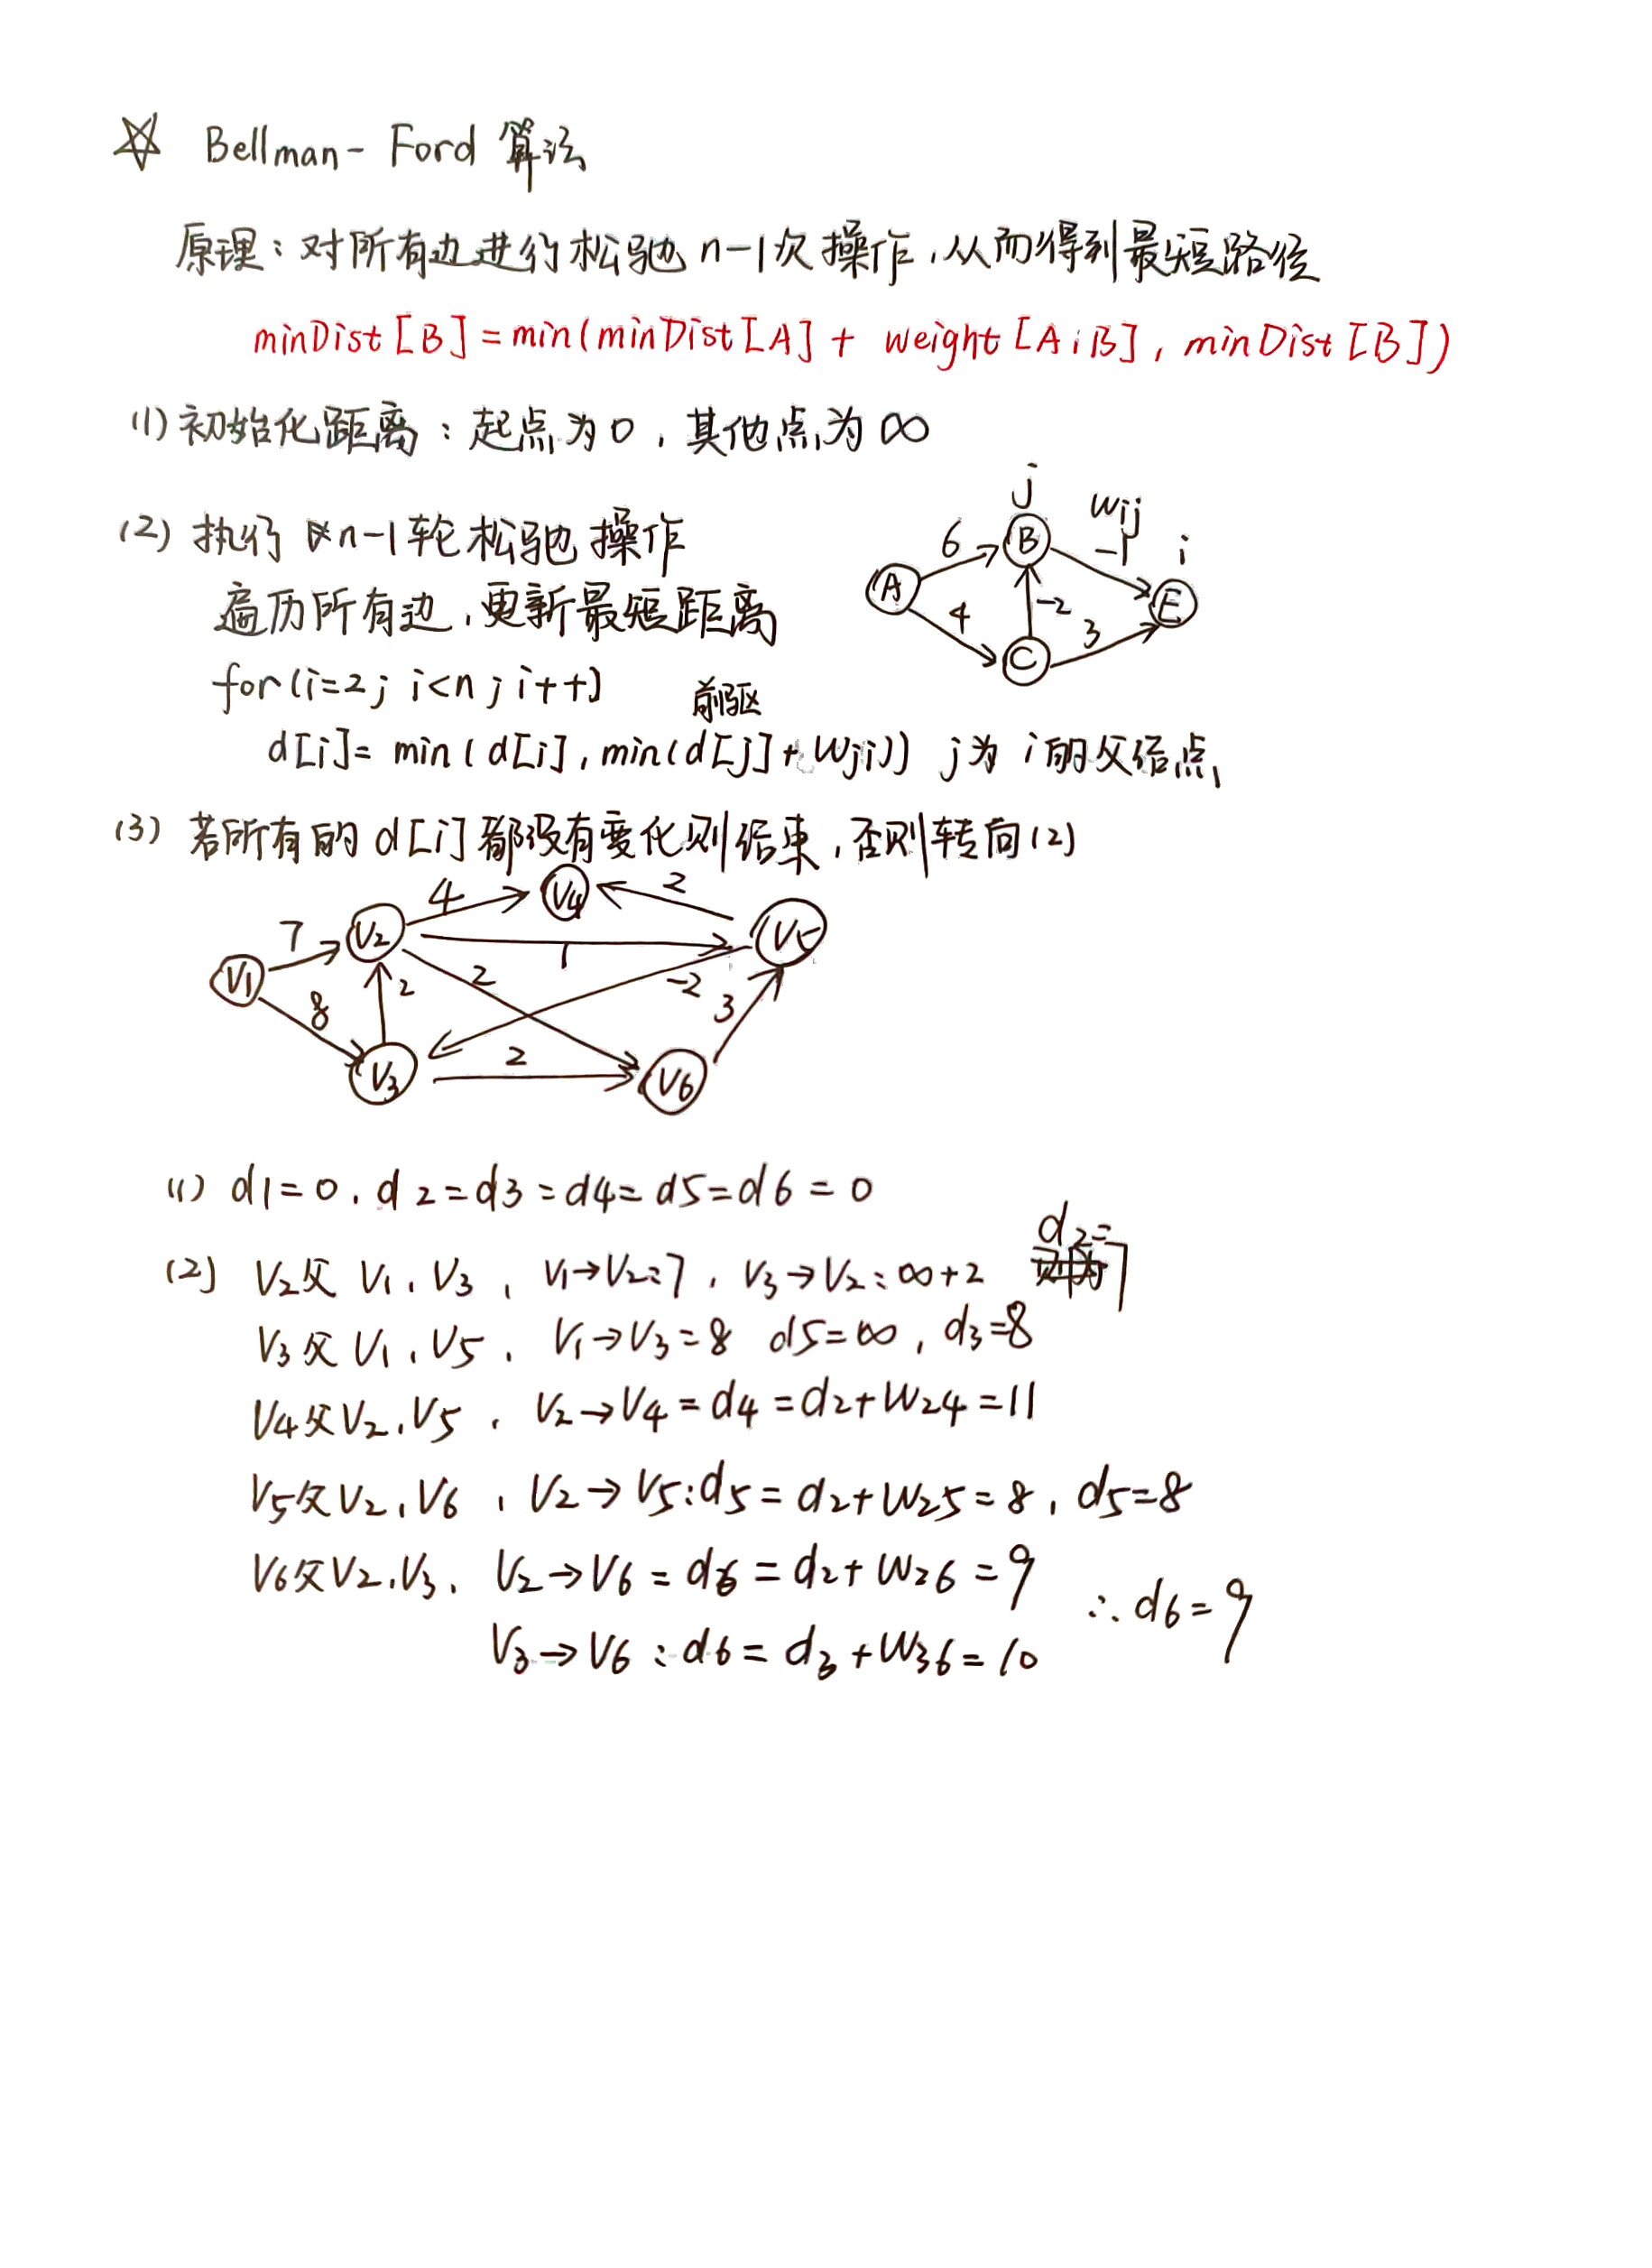 ☆ Bellman-Ford 算法
原理：对所有边进行松弛 n-1次 操作，从而得到最短路径
minDist[B]=min(minDist[A] + weight[A,B], minDist[B])
(1)初始化距离：起点为0，其他点为∞
(2) 执行 n-1轮松弛操作
遍历所有边，更新最短距离
for(i=2; i<n; i++)
前驱
d[i]= min(d[i], min(d[j]+Wji)) j为 i的父结点
j
Wij
i
A
B
C
E
6
4
-2
-1
3
(3) 若所有的d[i]都没有变化则结束，否则转向(2)
V1
V2
V3
V4
V5
V6
7
8
2
4
1
2
2
-2
2
3
(1) d1=0, d2=d3=d4=d5=d6=0
(2) V2父 V1, V3, V1→V2:7, V3→V2:∞+2 d2=7
V3父 V1, V5, V1→V3=8 d5=∞, d3=8
V4父V2, V5, V2→V4=d4=d2+W24=11
V5父V2, V6, V2→V5:d5=d2+W25=8, d5=8
V6父V2, V3, V2→V6=d6=d2+W26=9
V3→V6:d6=d3+W36=10 ∴d6=9